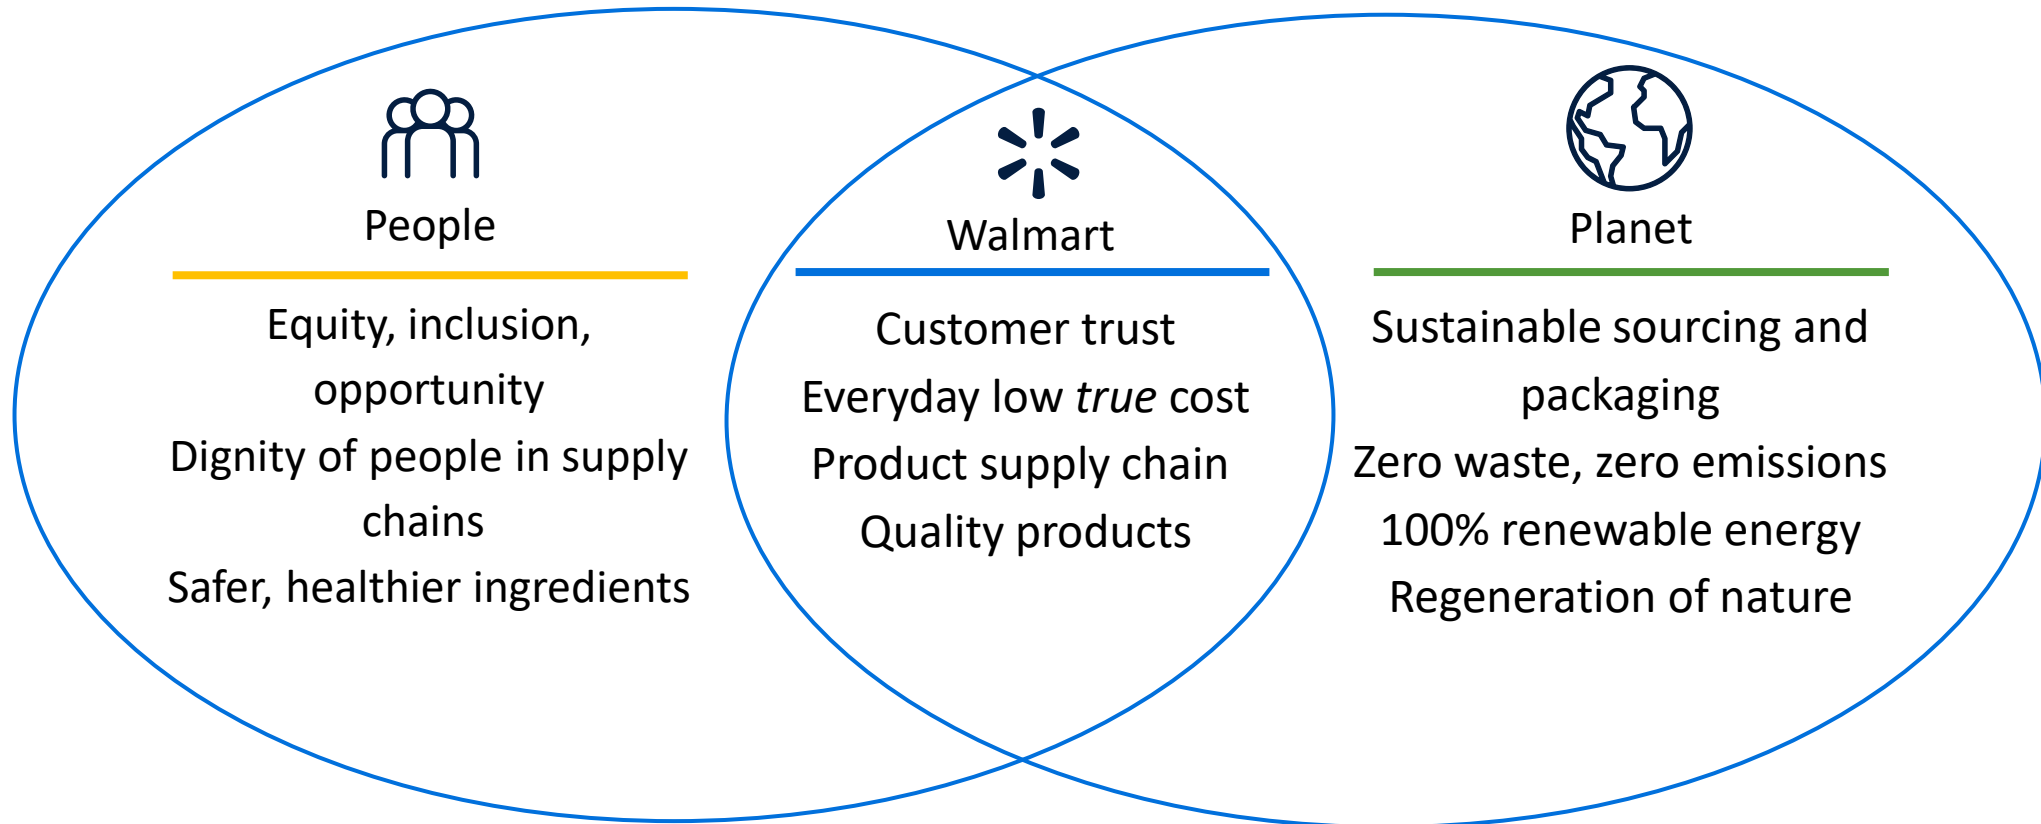 People
Equity, inclusion,
opportunity
Dignity of people in supply
chains
Safer, healthier ingredients
Walmart
Customer trust
Everyday low true cost
Product supply chain
Quality products
Planet
Sustainable sourcing and
packaging
Zero waste, zero emissions
100% renewable energy
Regeneration of nature